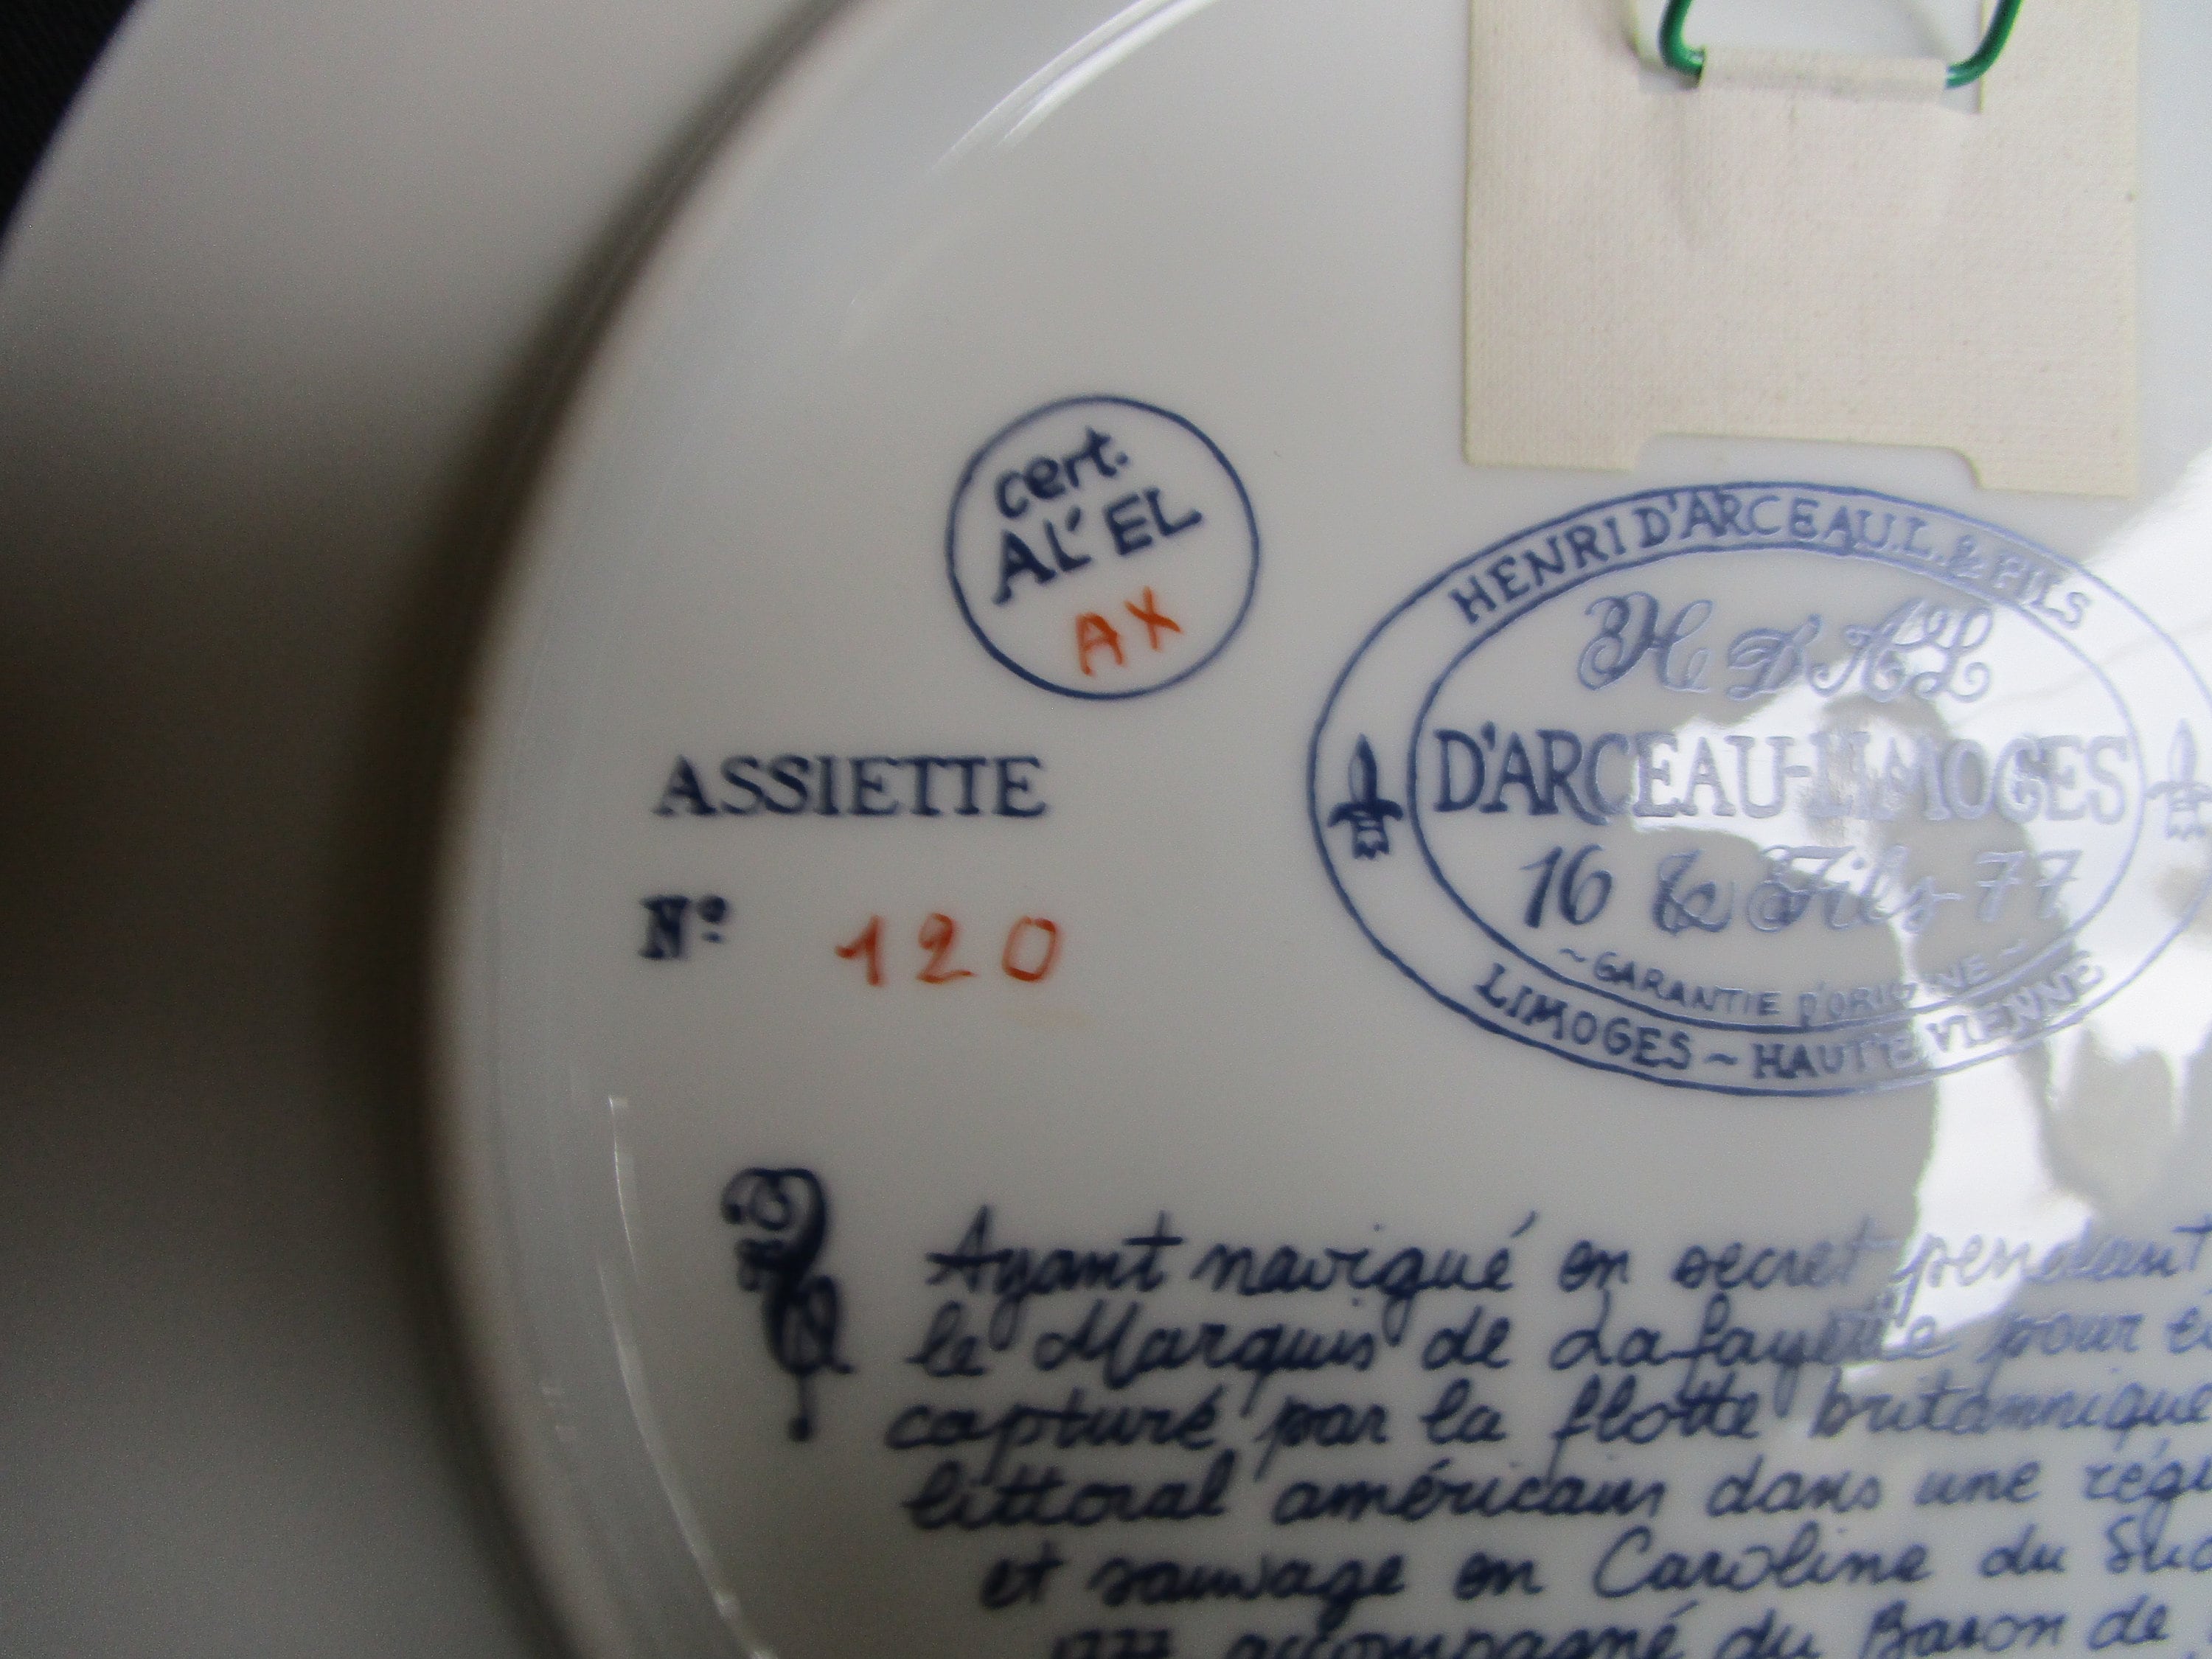 cert.
AL'EL
AX
HENRI D'ARCEAU.L. & FILS
H D A L
D'ARCEAU-LIMOGES
16 & Fils 77
~GARANTIE D'ORIGINE~
LIMOGES ~ HAUTE VIENNE
ASSIETTE
Nº 120
Ayant navigué en secret pendant
le Marquis de Lafayette pour
capturé par la flotte britannique
littoral américain dans une
et sauvage en Caroline du
1777 accompagné du Baron de